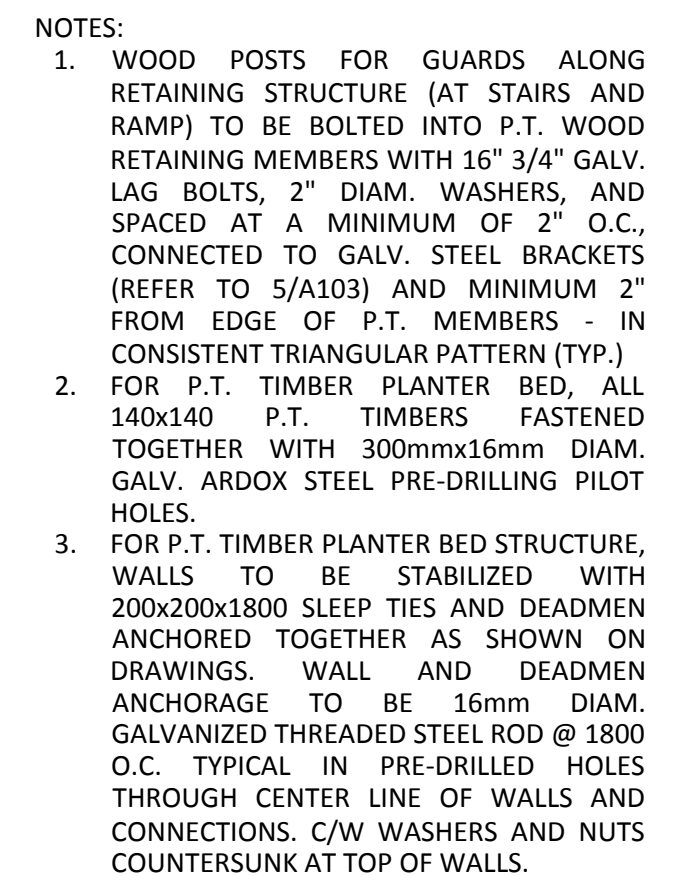 NOTES:
1. WOOD POSTS FOR GUARDS ALONG
RETAINING STRUCTURE (AT STAIRS AND
RAMP) TO BE BOLTED INTO P.T. WOOD
RETAINING MEMBERS WITH 16" 3/4" GALV.
LAG BOLTS, 2" DIAM. WASHERS, AND
SPACED AT A MINIMUM OF 2" O.C.,
CONNECTED TO GALV. STEEL BRACKETS
(REFER TO 5/A103) AND MINIMUM 2"
FROM EDGE OF P.T. MEMBERS - IN
CONSISTENT TRIANGULAR PATTERN (TYP.)
2. FOR P.T. TIMBER PLANTER BED, ALL
140x140 P.T. TIMBERS FASTENED
TOGETHER WITH 300mmx16mm DIAM.
GALV. ARDOX STEEL PRE-DRILLING PILOT
HOLES.
3. FOR P.T. TIMBER PLANTER BED STRUCTURE,
WALLS TO BE STABILIZED WITH
200x200x1800 SLEEP TIES AND DEADMEN
ANCHORED TOGETHER AS SHOWN ON
DRAWINGS. WALL AND DEADMEN
ANCHORAGE TO BE 16mm DIAM.
GALVANIZED THREADED STEEL ROD @ 1800
O.C. TYPICAL IN PRE-DRILLED HOLES
THROUGH CENTER LINE OF WALLS AND
CONNECTIONS. C/W WASHERS AND NUTS
COUNTERSUNK AT TOP OF WALLS.